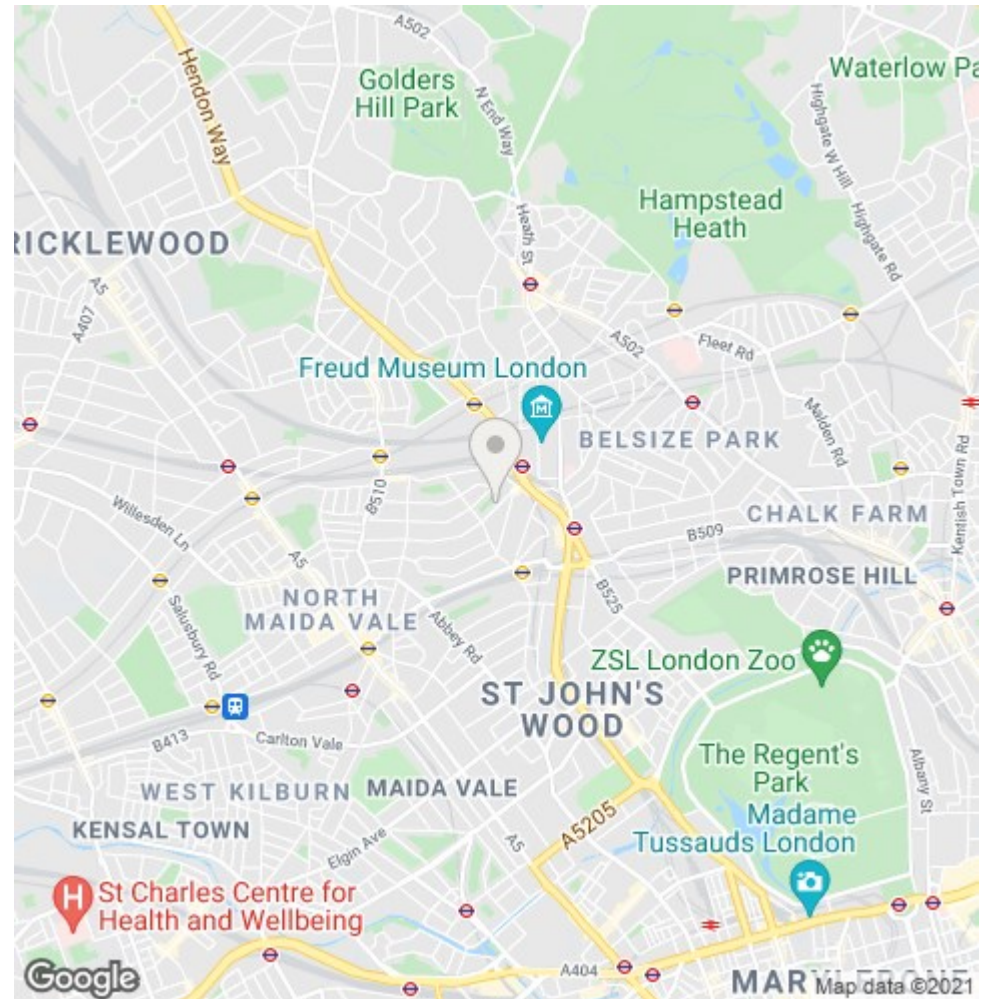 A502
Waterlow Pa
Golders
Hill Park
N End Way
Hendon Way
Highgate W Hill
Hampstead
Heath
Heath St
Highgate Rd
RICKLEWOOD
A5
A407
A502
Fleet Rd
Freud Museum London
BELSIZE PARK
Malden Rd
B510
Willesden Ln
A5
CHALK FARM
Kentish Town Rd
B509
PRIMROSE HILL
NORTH
MAIDA VALE
B525
Salusbury Rd
Abbey Rd
ZSL London Zoo
ST JOHN'S
WOOD
B413
Carlton Vale
The Regent's
Park
Albany St
WEST KILBURN
MAIDA VALE
Madame
Tussauds London
KENSAL TOWN
Elgin Ave
A5
A5205
H
St Charles Centre for
Health and Wellbeing
A404
MARYLEBONE
Google
Map data ©2021